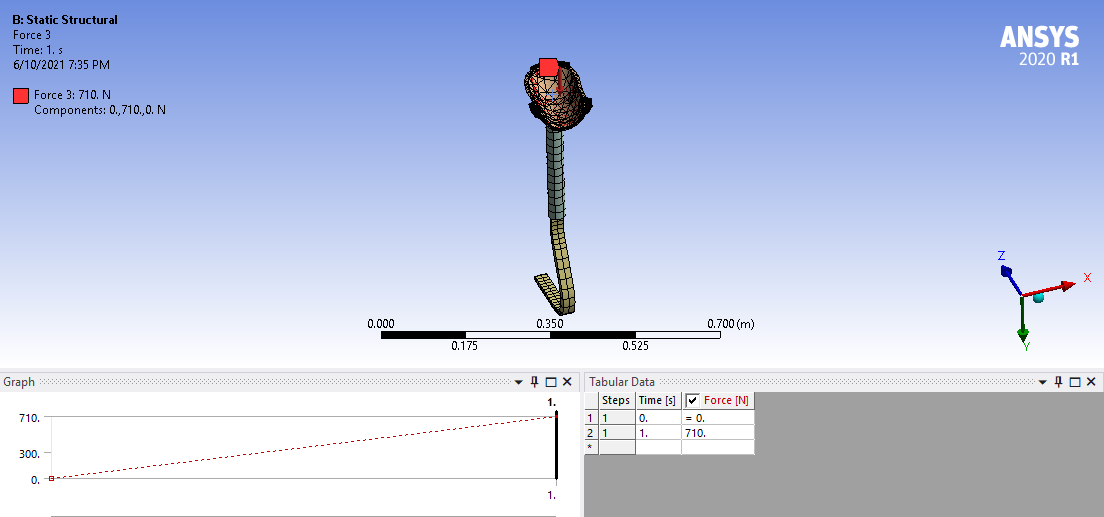 B: Static Structural
Force 3
Time: 1. s
6/10/2021 7:35 PM
Force 3: 710. N
Components: 0.,710.,0. N
ANSYS
2020 R1
Z
X
Y
0.000
0.350
0.700 (m)
0.175
0.525
Graph
1.
710.
300.
0.
1.
Tabular Data
Steps Time [s] Force [N]
1 1 0. = 0.
2 1 1. 710.
*